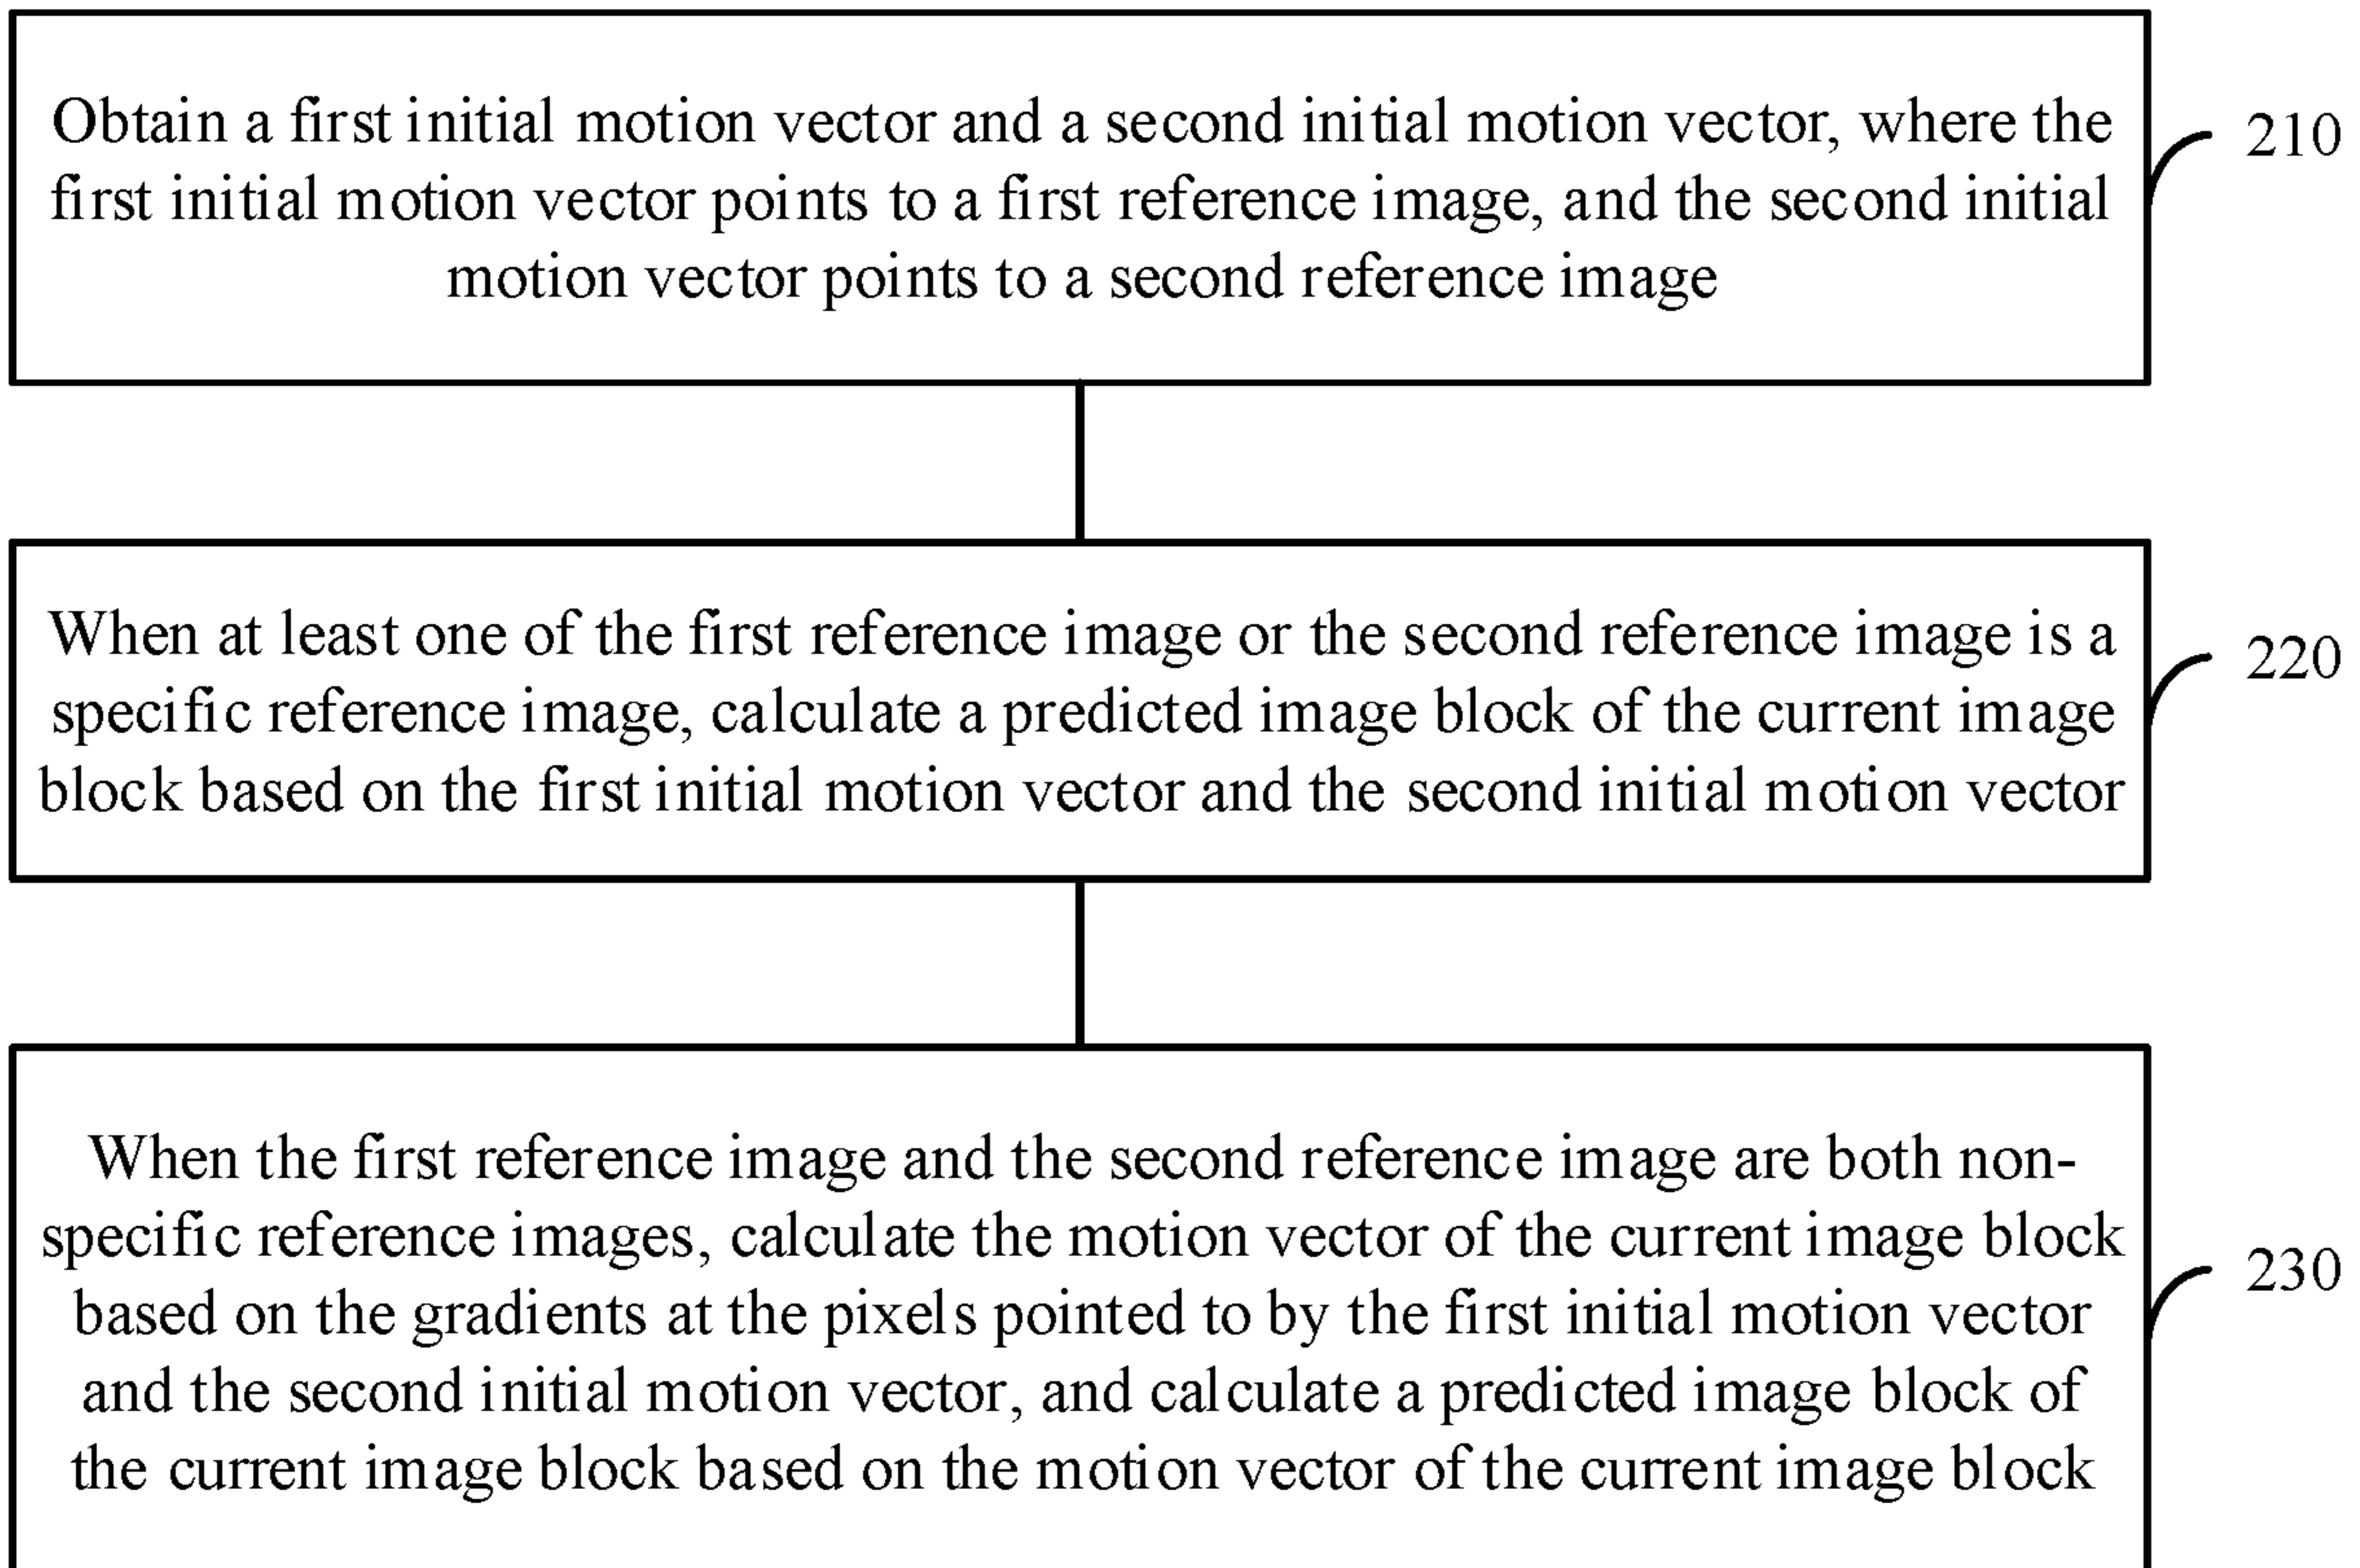 Obtain a first initial motion vector and a second initial motion vector, where the
first initial motion vector points to a first reference image, and the second initial
motion vector points to a second reference image
210
When at least one of the first reference image or the second reference image is a
specific reference image, calculate a predicted image block of the current image
block based on the first initial motion vector and the second initial motion vector
220
When the first reference image and the second reference image are both non-
specific reference images, calculate the motion vector of the current image block
based on the gradients at the pixels pointed to by the first initial motion vector
and the second initial motion vector, and calculate a predicted image block of
the current image block based on the motion vector of the current image block
230